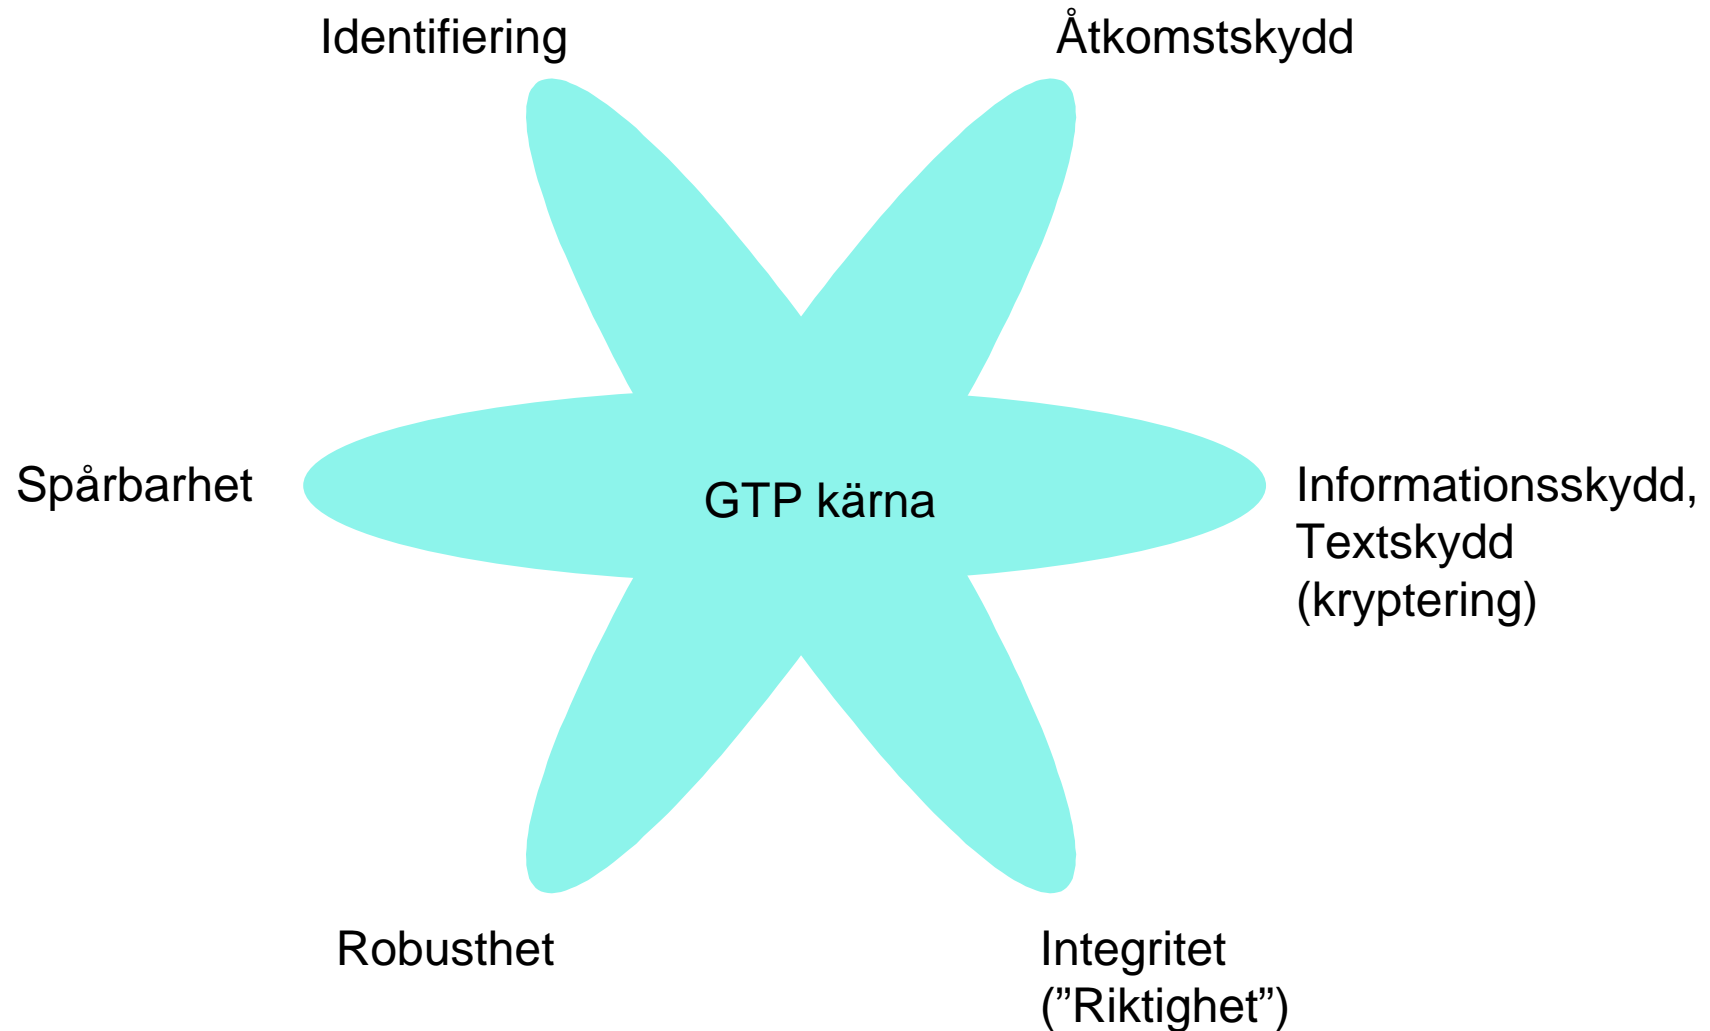 Identifiering
Åtkomstskydd
Spårbarhet
GTP kärna
Informationsskydd,
Textskydd
(kryptering)
Robusthet
Integritet
(”Riktighet”)